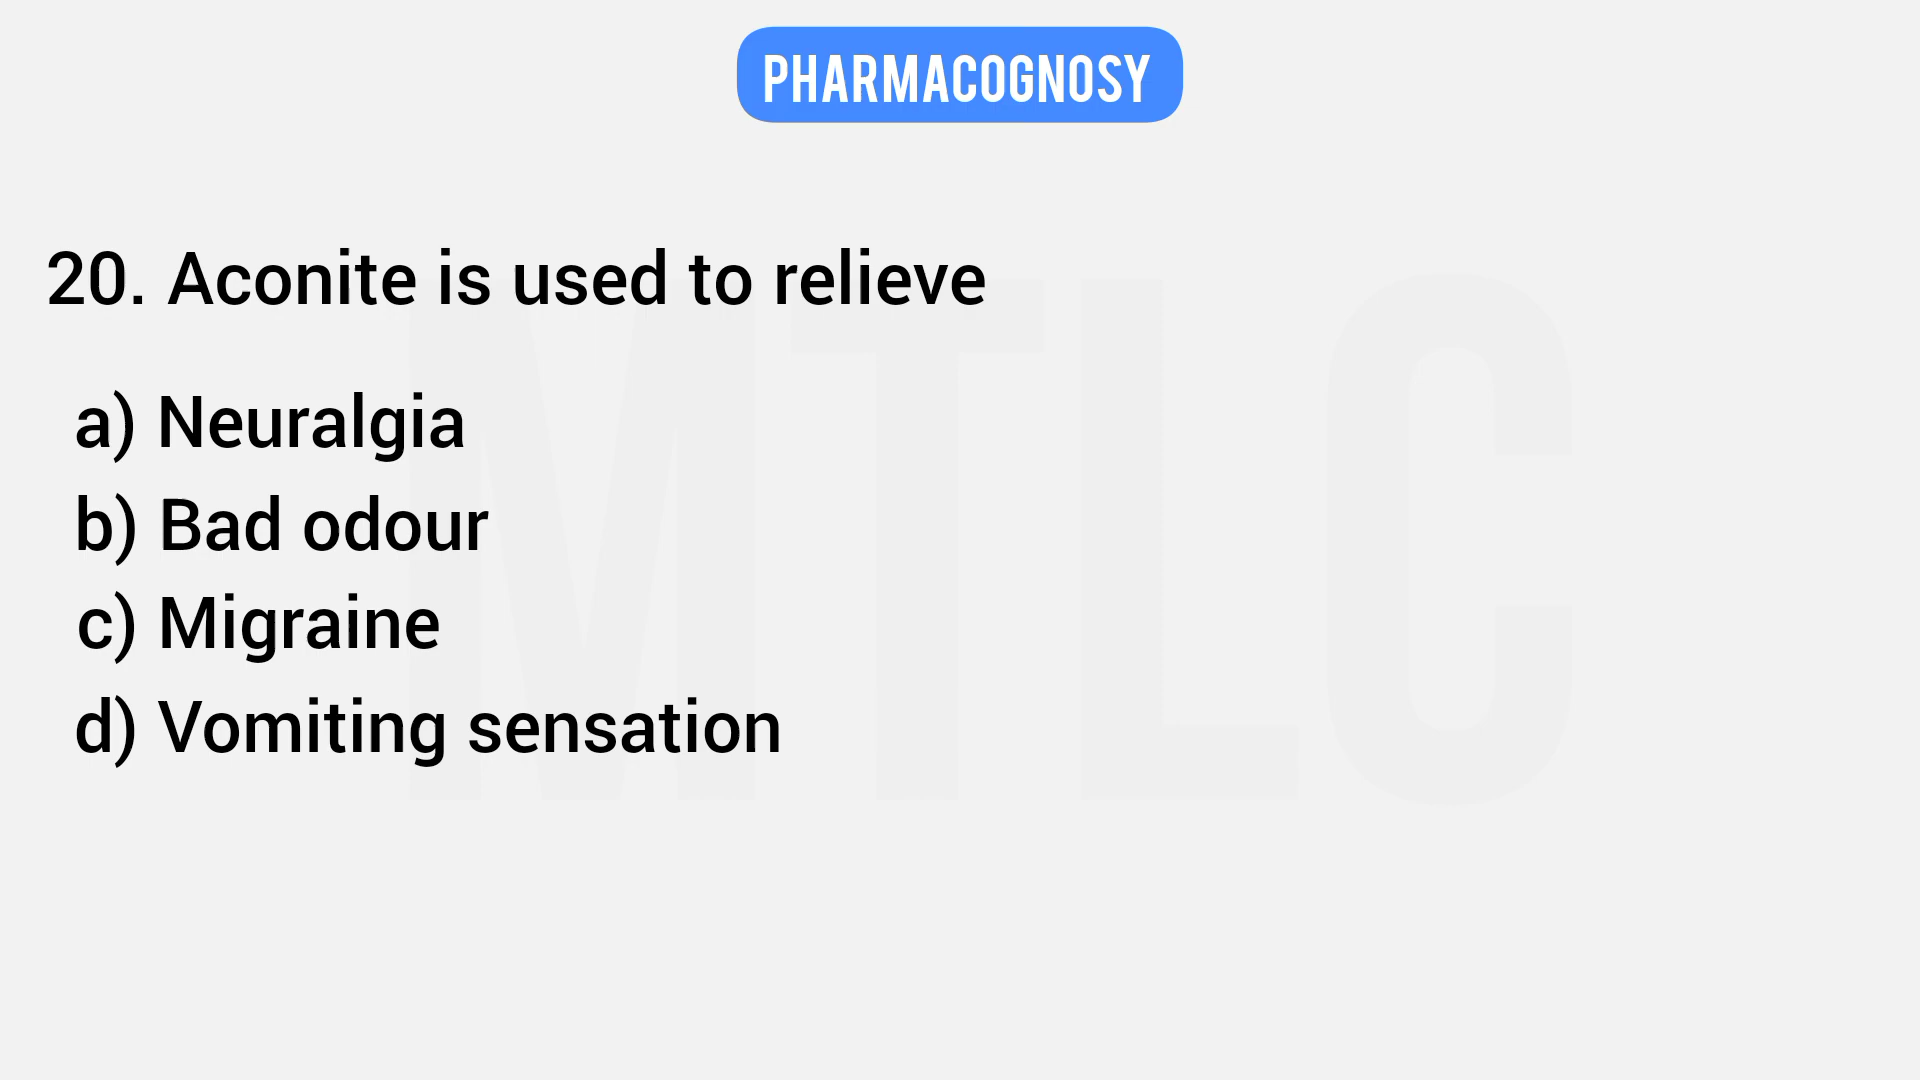 PHARMACOGNOSY
20. Aconite is used to relieve
a) Neuralgia
b) Bad odour
c) Migraine
d) Vomiting sensation
MTLC